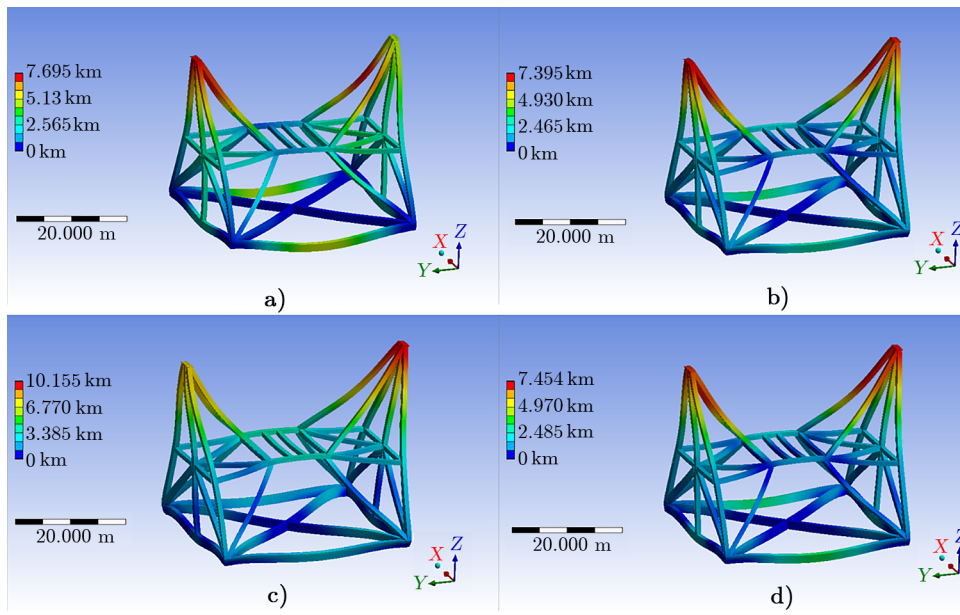 7.695 km
5.13 km
2.565 km
0 km
20.000 m
X
Z
Y
a)
7.395 km
4.930 km
2.465 km
0 km
20.000 m
X
Z
Y
b)
10.155 km
6.770 km
3.385 km
0 km
20.000 m
X
Z
Y
c)
7.454 km
4.970 km
2.485 km
0 km
20.000 m
X
Z
Y
d)